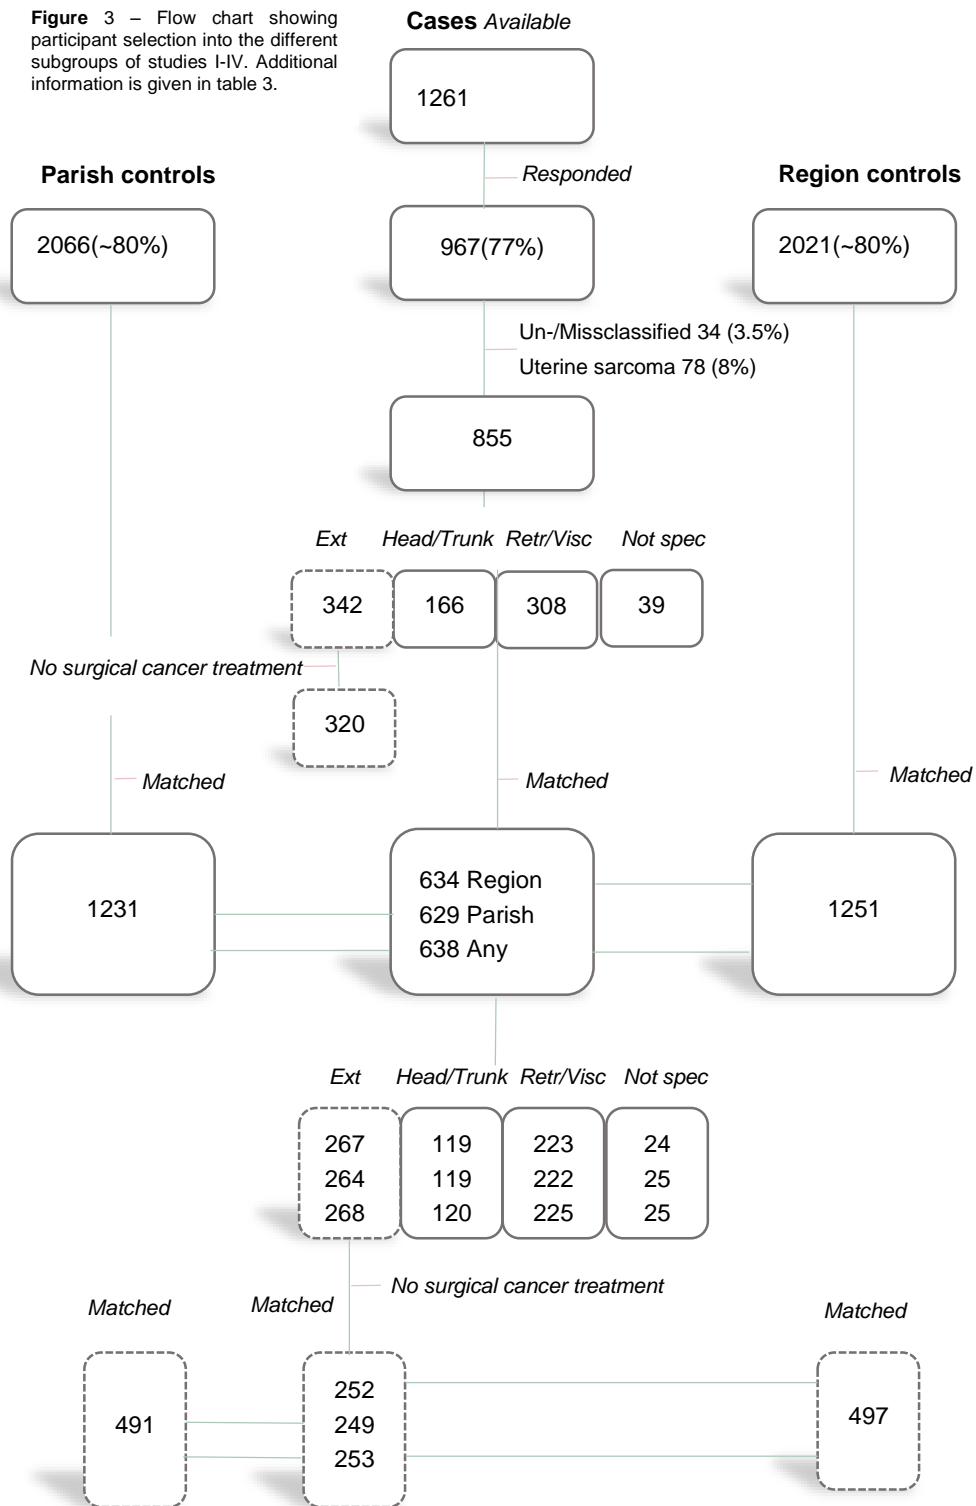 Figure 3 – Flow chart showing
participant selection into the different
subgroups of studies I-IV. Additional
information is given in table 3.
Cases Available
1261
Responded
Parish controls
Region controls
2066(~80%)
967(77%)
2021(~80%)
Un-/Missclassified 34 (3.5%)
Uterine sarcoma 78 (8%)
855
Ext Head/Trunk Retr/Visc Not spec
342 166 308 39
No surgical cancer treatment
320
Matched
Matched
Matched
1231
634 Region
629 Parish
638 Any
1251
Ext Head/Trunk Retr/Visc Not spec
267 119 223 24
264 119 222 25
268 120 225 25
No surgical cancer treatment
Matched
Matched
Matched
491
252
249
253
497